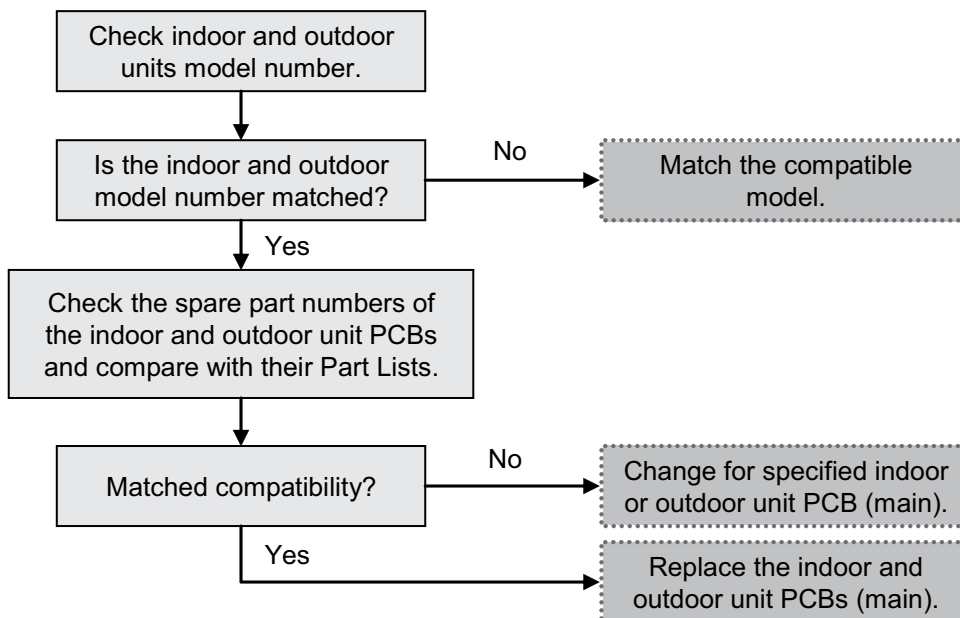 Check indoor and outdoor
units model number.
Is the indoor and outdoor
model number matched?
No
Match the compatible
model.
Yes
Check the spare part numbers of
the indoor and outdoor unit PCBs
and compare with their Part Lists.
Matched compatibility?
No
Change for specified indoor
or outdoor unit PCB (main).
Yes
Replace the indoor and
outdoor unit PCBs (main).